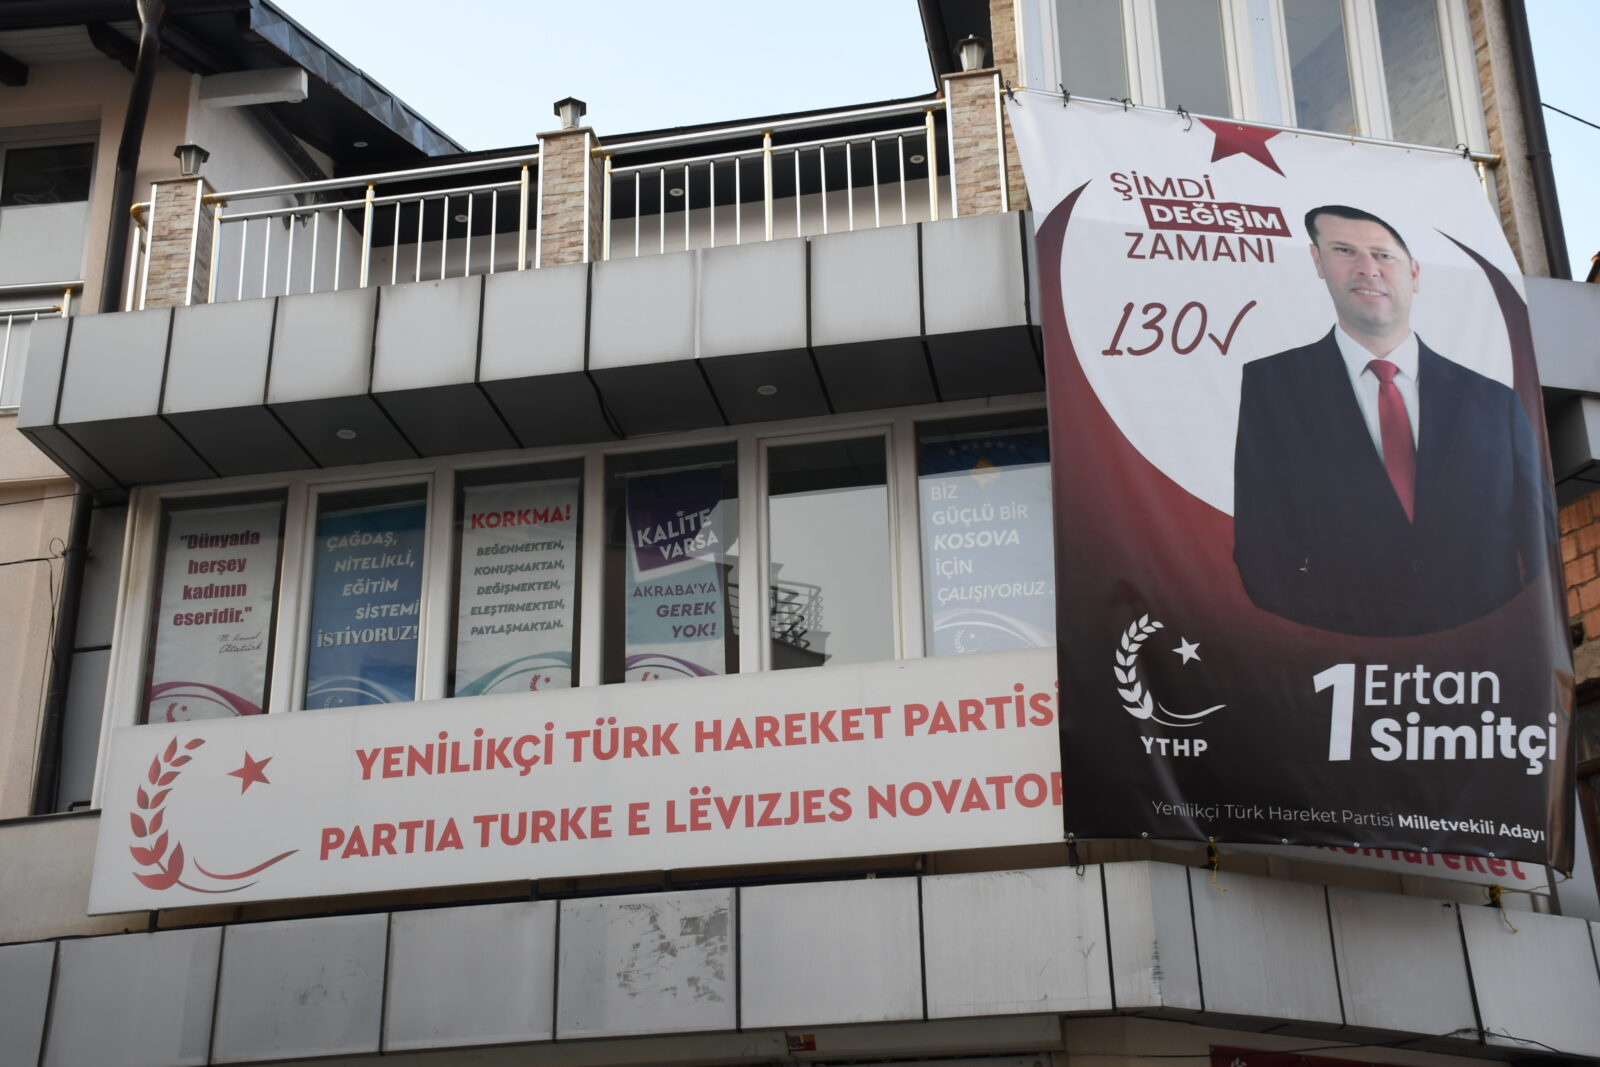 ŞİMDİ
DEĞİŞİM
ZAMANI
130✓
"Dünyada
herşey
kadının
eseridir."
M. Kemal
Atatürk
ÇAĞDAŞ,
NİTELİKLİ,
EĞİTİM
SİSTEMİ
İSTİYORUZ!
KORKMA!
BEĞENMEKTEN,
KONUŞMAKTAN,
DEĞİŞMEKTEN,
ELEŞTİRMEKTEN,
PAYLAŞMAKTAN.
KALİTE
VARSA
AKRABA'YA
GEREK
YOK!
BİZ
GÜÇLÜ BİR
KOSOVA
İÇİN
ÇALIŞIYORUZ.
YENİLİKÇİ TÜRK HAREKET PARTİSİ
PARTIA TURKE E LËVIZJES NOVATOR
YTHP
1 Ertan
Simitçi
Yenilikçi Türk Hareket Partisi Milletvekili Adayı